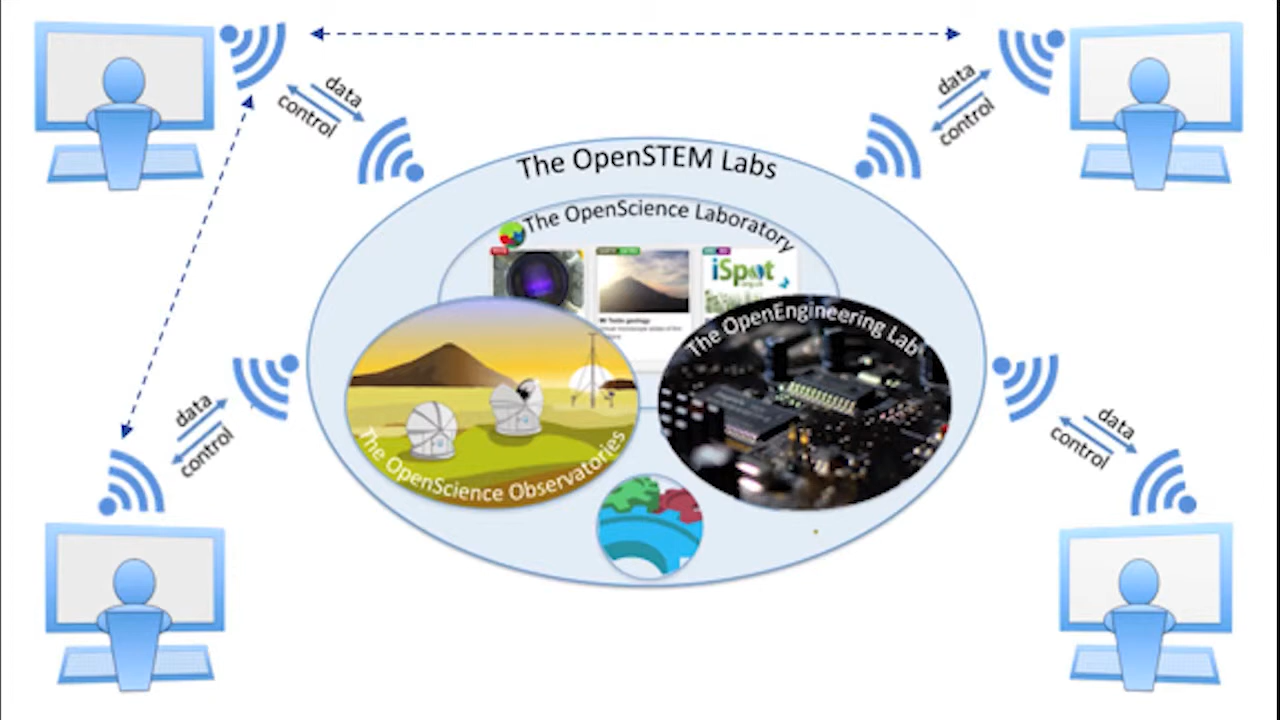 data
control
data
control
The OpenSTEM Labs
The OpenScience Laboratory
iSpot
The OpenEngineering Lab
The OpenScience Observatories
data
control
data
control